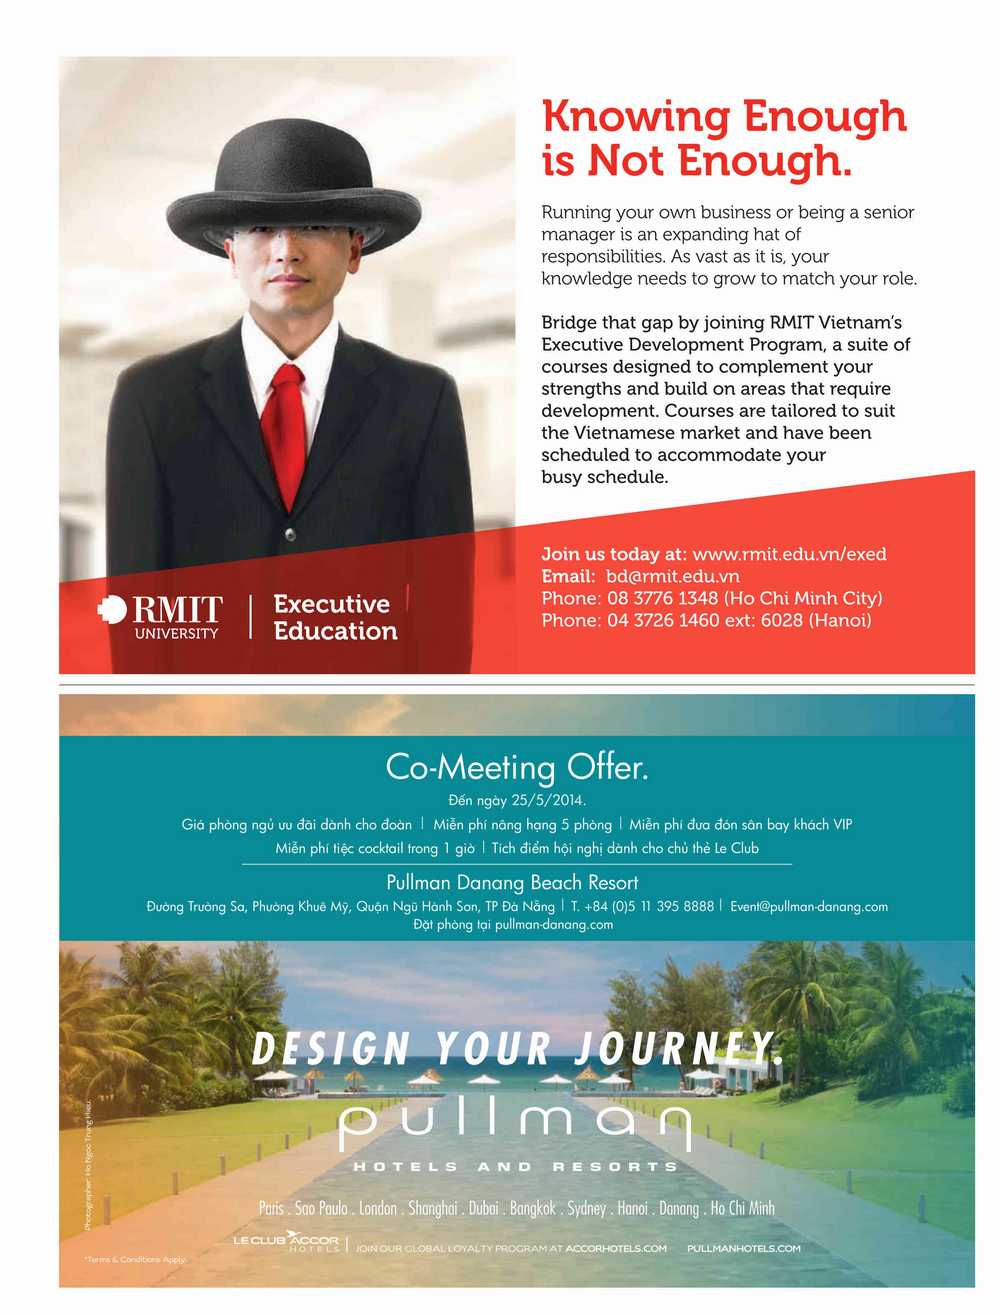 Knowing Enough
is Not Enough.
Running your own business or being a senior
manager is an expanding hat of
responsibilities. As vast as it is, your
knowledge needs to grow to match your role.
Bridge that gap by joining RMIT Vietnam's
Executive Development Program, a suite of
courses designed to complement your
strengths and build on areas that require
development. Courses are tailored to suit
the Vietnamese market and have been
scheduled to accommodate your
busy schedule.
Join us today at: www.rmit.edu.vn/exed
Email: bd@rmit.edu.vn
Phone: 08 3776 1348 (Ho Chi Minh City)
Phone: 04 3726 1460 ext: 6028 (Hanoi)
RMIT
UNIVERSITY
Executive
Education
Co-Meeting Offer.
Đến ngày 25/5/2014.
Giá phòng ngủ ưu đãi dành cho đoàn | Miễn phí nâng hạng 5 phòng | Miễn phí đưa đón sân bay khách VIP
Miễn phí tiệc cocktail trong 1 giờ | Tích điểm hội nghị dành cho chủ thẻ Le Club
Pullman Danang Beach Resort
Đường Trường Sa, Phường Khuê Mỹ, Quận Ngũ Hành Sơn, TP Đà Nẵng | T. +84 (0)5 11 395 8888 | Event@pullman-danang.com
Đặt phòng tại pullman-danang.com
DESIGN YOUR JOURNEY.
pullman
HOTELS AND RESORTS
Paris . Sao Paulo . London . Shanghai . Dubai . Bangkok . Sydney . Hanoi . Danang . Ho Chi Minh
LE CLUB ACCOR
HOTELS | JOIN OUR GLOBAL LOYALTY PROGRAM AT ACCORHOTELS.COM PULLMANHOTELS.COM
Photographer: Ho Ngoc Trung Hieu.
*Terms & Conditions Apply.